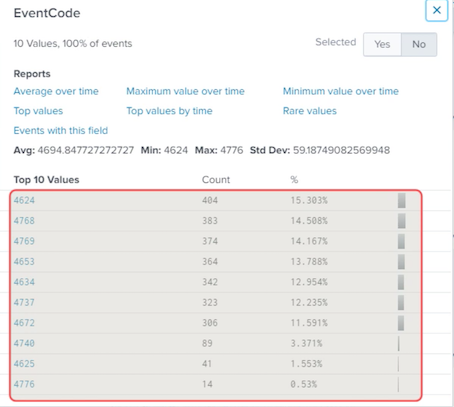 EventCode
10 Values, 100% of events
Selected Yes No
Reports
Average over time Maximum value over time Minimum value over time
Top values Top values by time Rare values
Events with this field
Avg: 4694.847727272727 Min: 4624 Max: 4776 Std Dev: 59.18749082569948
Top 10 Values Count %
4624 404 15.303%
4768 383 14.508%
4769 374 14.167%
4653 364 13.788%
4634 342 12.954%
4737 323 12.235%
4672 306 11.591%
4740 89 3.371%
4625 41 1.553%
4776 14 0.53%